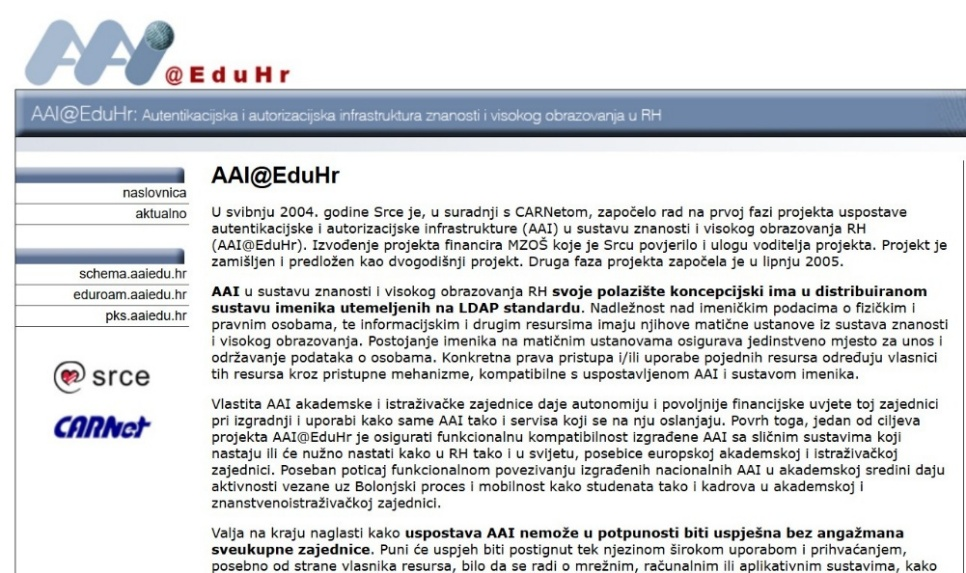 AAI
@EduHr
AAI@EduHr: Autentikacijska i autorizacijska infrastruktura znanosti i visokog obrazovanja u RH
naslovnica
aktualno
schema.aaiedu.hr
eduroam.aaiedu.hr
pks.aaiedu.hr
srce
CARNet
AAI@EduHr
U svibnju 2004. godine Srce je, u suradnji s CARNetom, započelo rad na prvoj fazi projekta uspostave
autentikacijske i autorizacijske infrastrukture (AAI) u sustavu znanosti i visokog obrazovanja RH
(AAI@EduHr). Izvođenje projekta financira MZOŠ koje je Srcu povjerilo i ulogu voditelja projekta. Projekt je
zamišljen i predložen kao dvogodišnji projekt. Druga faza projekta započela je u lipnju 2005.
AAI u sustavu znanosti i visokog obrazovanja RH svoje polazište koncepcijski ima u distribuiranom
sustavu imenika utemeljenih na LDAP standardu. Nadležnost nad imeničkim podacima o fizičkim i
pravnim osobama, te informacijskim i drugim resursima imaju njihove matične ustanove iz sustava znanosti
i visokog obrazovanja. Postojanje imenika na matičnim ustanovama osigurava jedinstveno mjesto za unos i
održavanje podataka o osobama. Konkretna prava pristupa i/ili uporabe pojednih resursa određuju vlasnici
tih resursa kroz pristupne mehanizme, kompatibilne s uspostavljenom AAI i sustavom imenika.
Vlastita AAI akademske i istraživačke zajednice daje autonomiju i povoljnije financijske uvjete toj zajednici
pri izgradnji i uporabi kako same AAI tako i servisa koji se na nju oslanjaju. Povrh toga, jedan od ciljeva
projekta AAI@EduHr je osigurati funkcionalnu kompatibilnost izgrađene AAI sa sličnim sustavima koji
nastaju ili će nužno nastati kako u RH tako i u svijetu, posebice europskoj akademskoj i istraživačkoj
zajednici. Poseban poticaj funkcionalnom povezivanju izgrađenih nacionalnih AAI u akademskoj sredini daju
aktivnosti vezane uz Bolonjski proces i mobilnost kako studenata tako i kadrova u akademskoj i
znanstvenoistraživačkoj zajednici.
Valja na kraju naglasti kako uspostava AAI nemože u potpunosti biti uspješna bez angažmana
sveukupne zajednice. Puni će uspjeh biti postignut tek njezinom širokom uporabom i prihvaćanjem,
posebno od strane vlasnika resursa, bilo da se radi o mrežnim, računalnim ili aplikativnim sustavima, kako